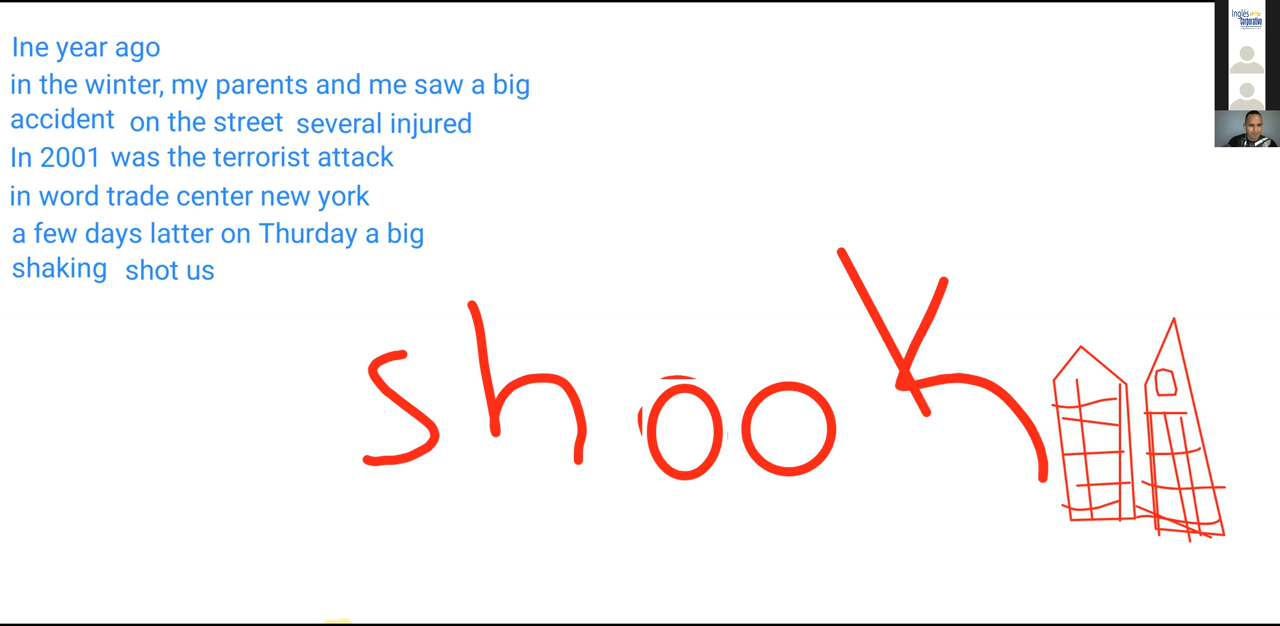 Ine year ago
in the winter, my parents and me saw a big
accident on the street several injured
In 2001 was the terrorist attack
in word trade center new york
a few days latter on Thurday a big
shaking shot us
shook
Inglés
Corporativo